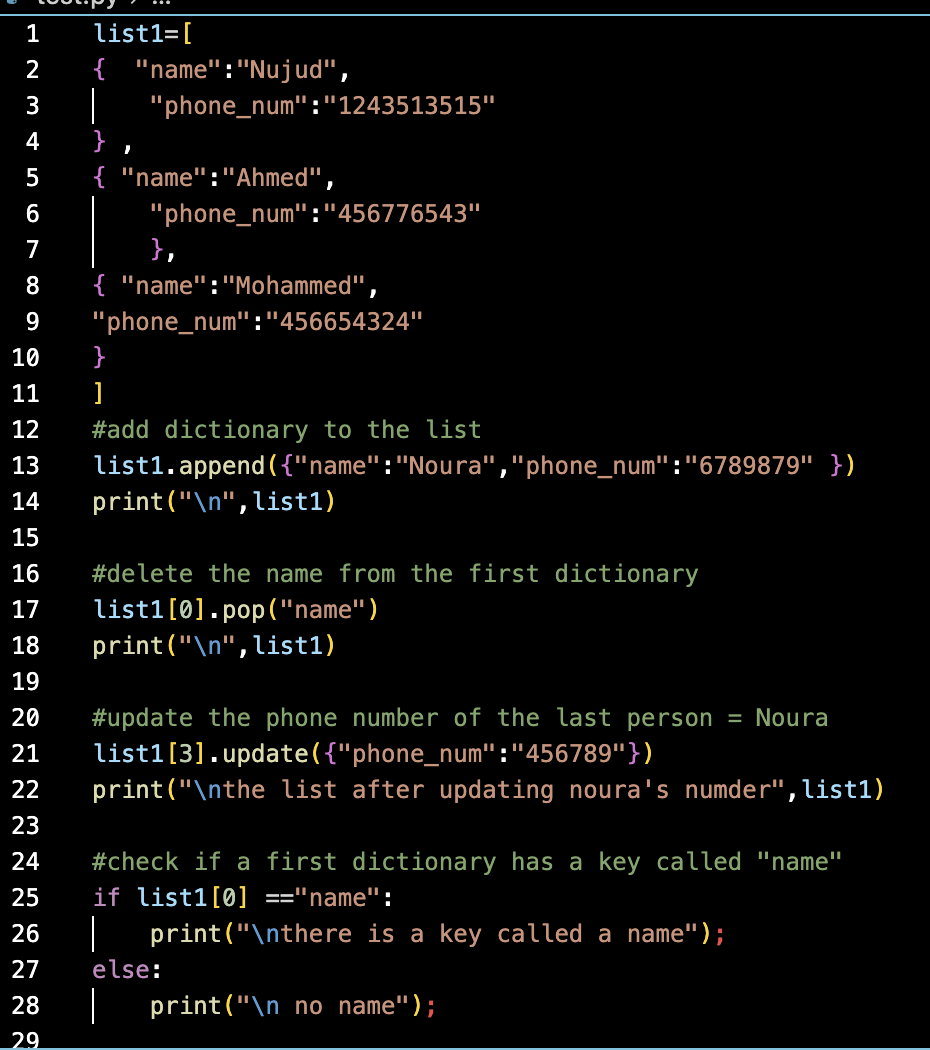 1 list1=[
2 {  "name":"Nujud",
3     "phone_num":"1243513515"
4 } ,
5 { "name":"Ahmed",
6     "phone_num":"456776543"
7     },
8 { "name":"Mohammed",
9 "phone_num":"456654324"
10 }
11 ]
12 #add dictionary to the list
13 list1.append({"name":"Noura","phone_num":"6789879" })
14 print("\n",list1)
15
16 #delete the name from the first dictionary
17 list1[0].pop("name")
18 print("\n",list1)
19
20 #update the phone number of the last person = Noura
21 list1[3].update({"phone_num":"456789"})
22 print("\nthe list after updating noura's numder",list1)
23
24 #check if a first dictionary has a key called "name"
25 if list1[0] =="name":
26     print("\nthere is a key called a name");
27 else:
28     print("\n no name");
29